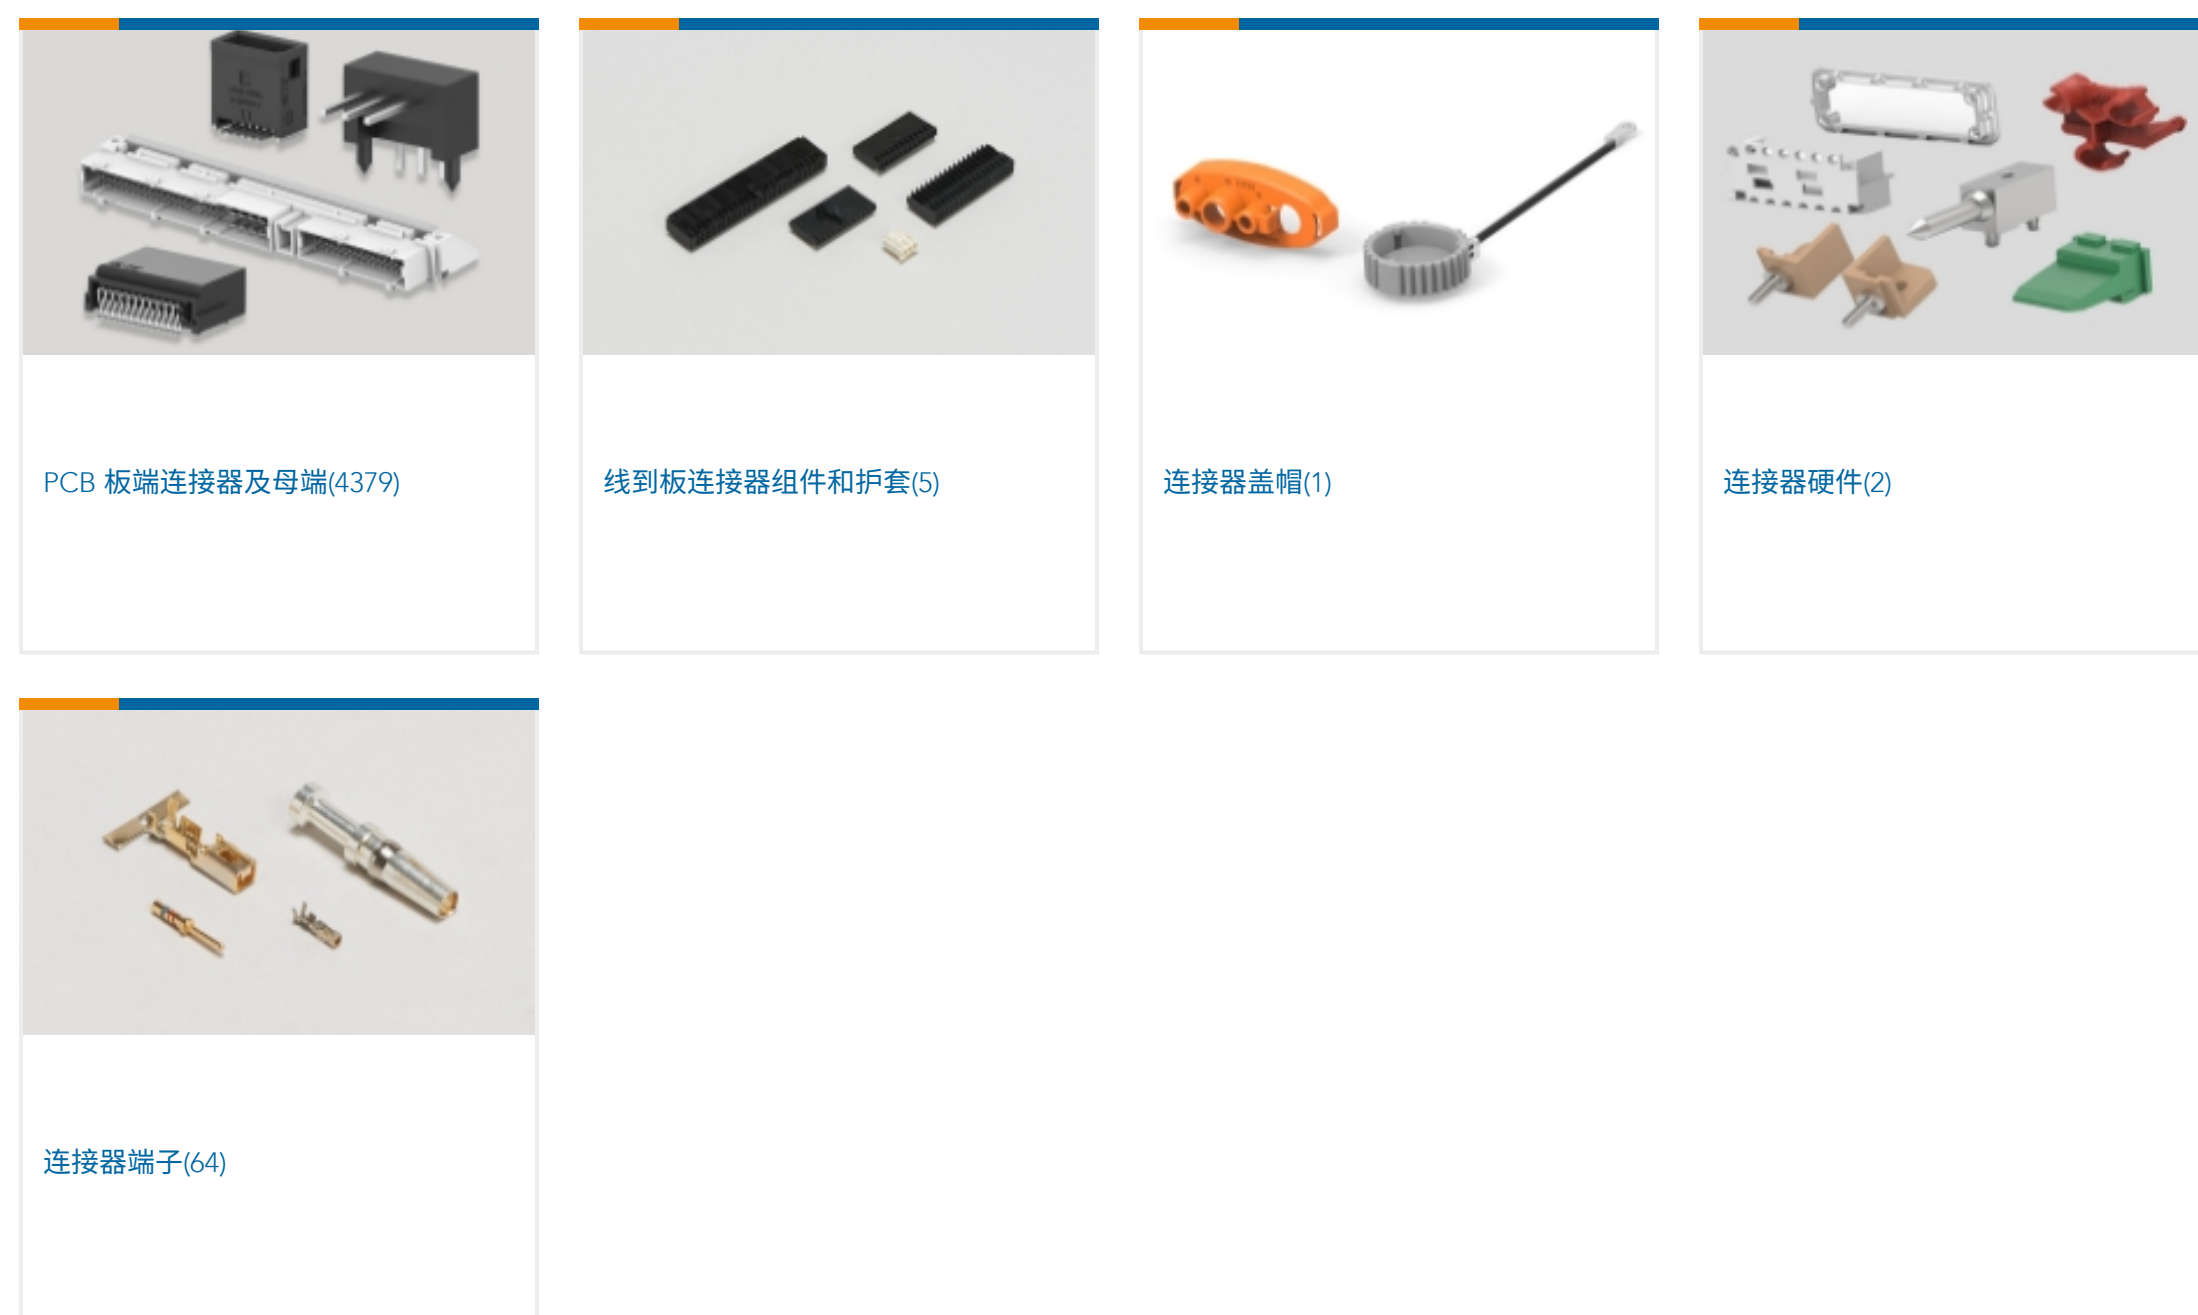 PCB 板端连接器及母端(4379)
线到板连接器组件和护套(5)
连接器盖帽(1)
连接器硬件(2)
连接器端子(64)